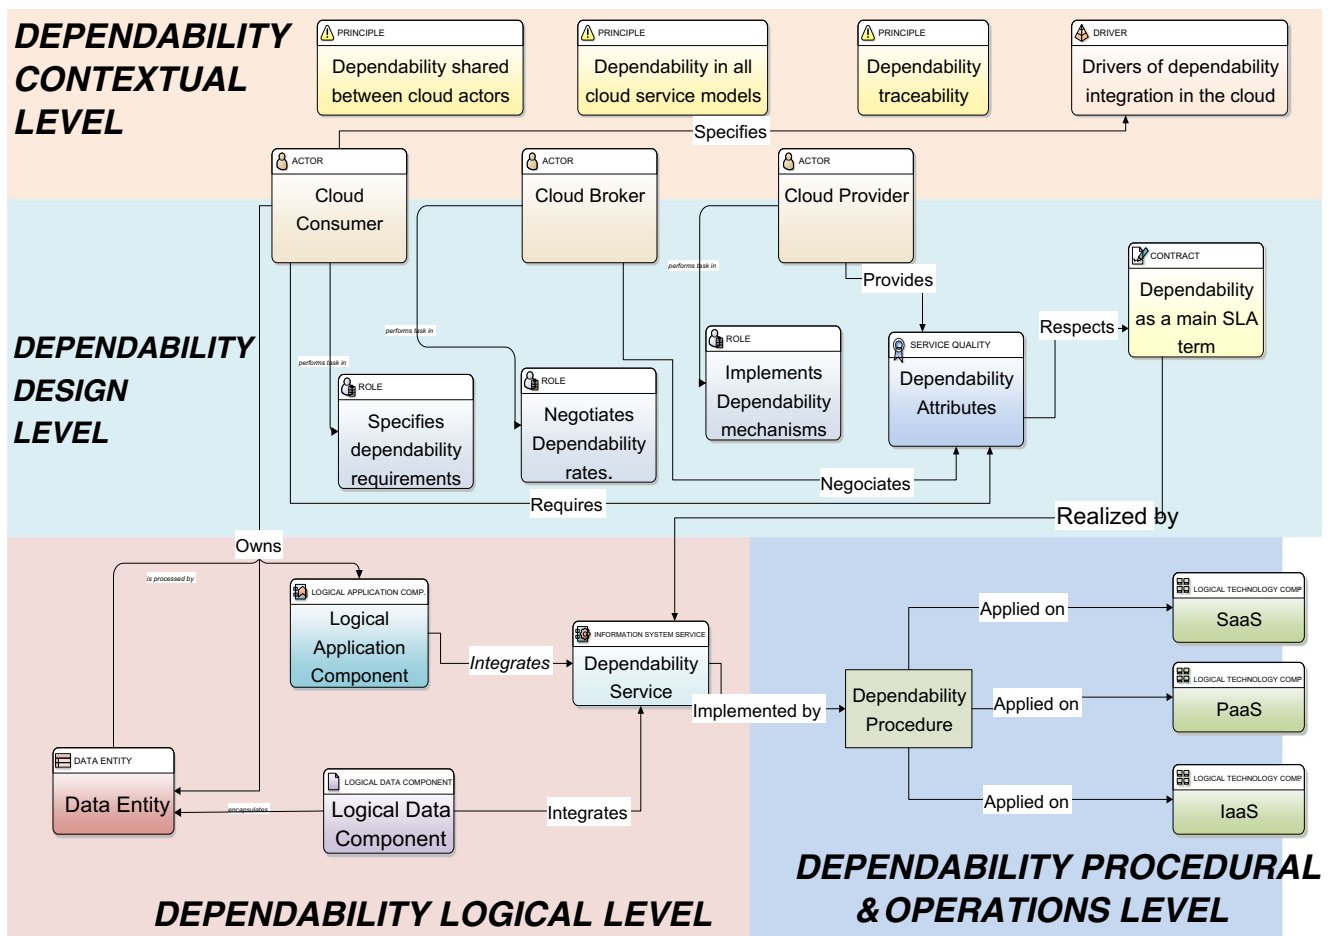 DEPENDABILITY
CONTEXTUAL
LEVEL
PRINCIPLE
Dependability shared
between cloud actors
PRINCIPLE
Dependability in all
cloud service models
PRINCIPLE
Dependability
traceability
DRIVER
Drivers of dependability
integration in the cloud
Specifies
ACTOR
Cloud
Consumer
ACTOR
Cloud Broker
ACTOR
Cloud Provider
DEPENDABILITY
DESIGN
LEVEL
performs task in
performs task in
performs task in
Provides
CONTRACT
Dependability
as a main SLA
term
Respects
ROLE
Specifies
dependability
requirements
ROLE
Negotiates
Dependability
rates.
ROLE
Implements
Dependability
mechanisms
SERVICE QUALITY
Dependability
Attributes
Negociates
Requires
Realized by
Owns
is processed by
LOGICAL APPLICATION COMP.
Logical
Application
Component
Integrates
INFORMATION SYSTEM SERVICE
Dependability
Service
Implemented by
DATA ENTITY
Data Entity
encapsulates
LOGICAL DATA COMPONENT
Logical Data
Component
Integrates
DEPENDABILITY LOGICAL LEVEL
Dependability
Procedure
Applied on
LOGICAL TECHNOLOGY COMP
SaaS
Applied on
LOGICAL TECHNOLOGY COMP
PaaS
Applied on
LOGICAL TECHNOLOGY COMP
IaaS
DEPENDABILITY PROCEDURAL
& OPERATIONS LEVEL